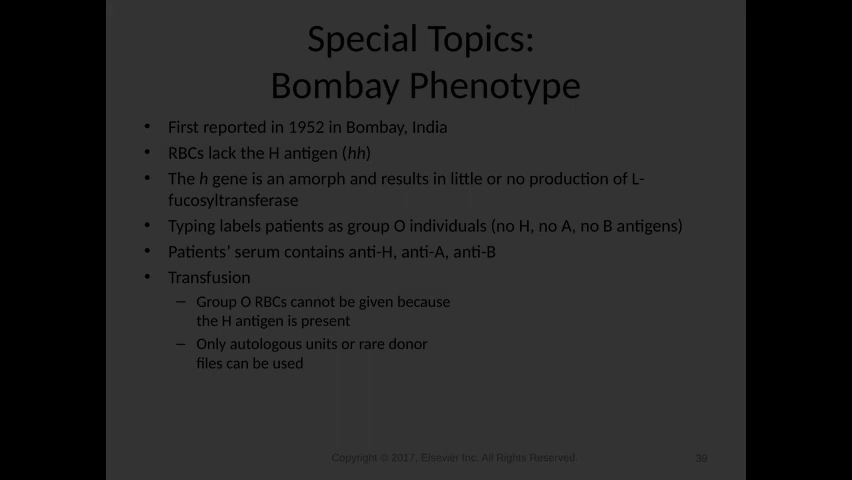 Special Topics:
Bombay Phenotype
• First reported in 1952 in Bombay, India
• RBCs lack the H antigen (hh)
• The h gene is an amorph and results in little or no production of L-
fucosyltransferase
• Typing labels patients as group O individuals (no H, no A, no B antigens)
• Patients’ serum contains anti-H, anti-A, anti-B
• Transfusion
– Group O RBCs cannot be given because
the H antigen is present
– Only autologous units or rare donor
files can be used
Copyright © 2017, Elsevier Inc. All Rights Reserved.
39